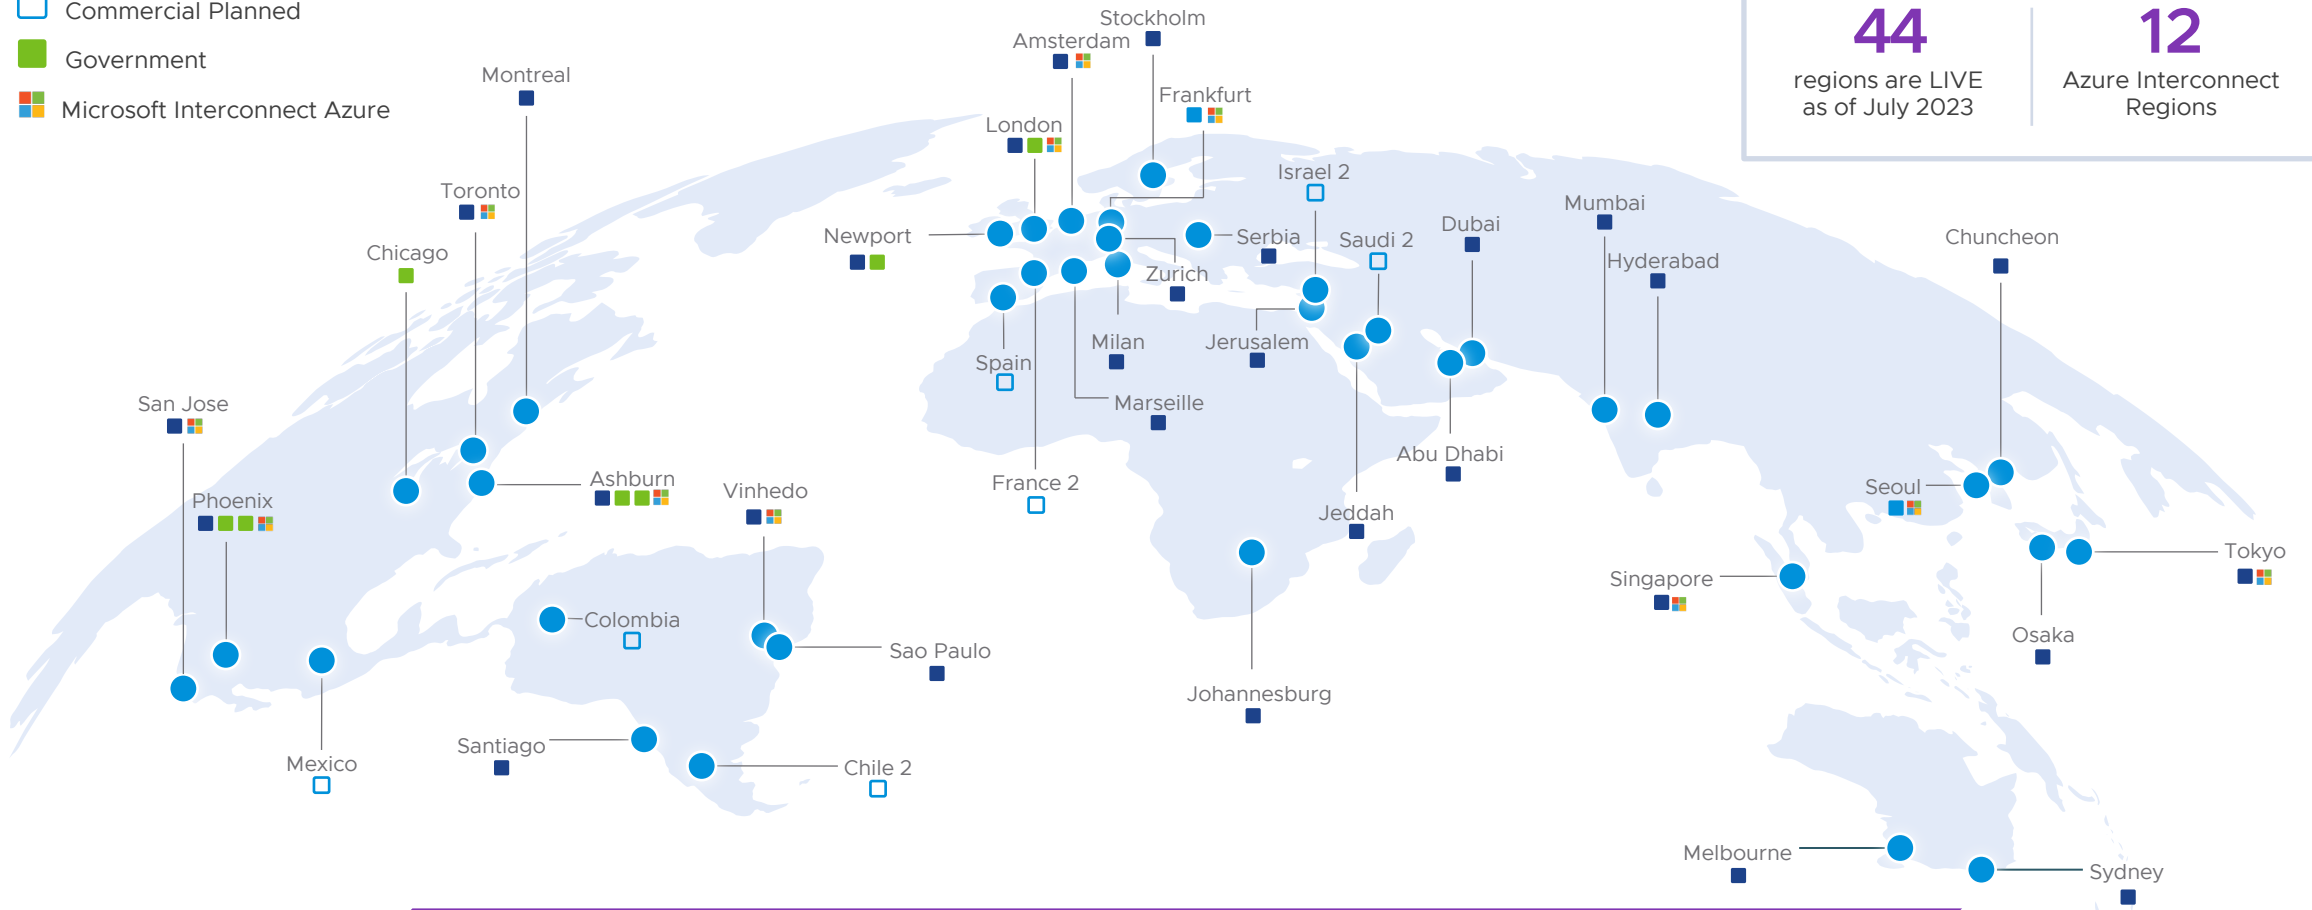 Commercial Planned
Government
Microsoft Interconnect Azure
44
regions are LIVE
as of July 2023
12
Azure Interconnect
Regions
Stockholm
Amsterdam
Montreal
Frankfurt
London
Toronto
Israel 2
Mumbai
Chicago
Newport
Serbia
Saudi 2
Dubai
Chuncheon
Zurich
Hyderabad
Spain
Milan
Jerusalem
San Jose
Marseille
Abu Dhabi
Phoenix
Ashburn
Vinhedo
France 2
Jeddah
Seoul
Tokyo
Singapore
Colombia
Sao Paulo
Osaka
Johannesburg
Mexico
Santiago
Chile 2
Melbourne
Sydney